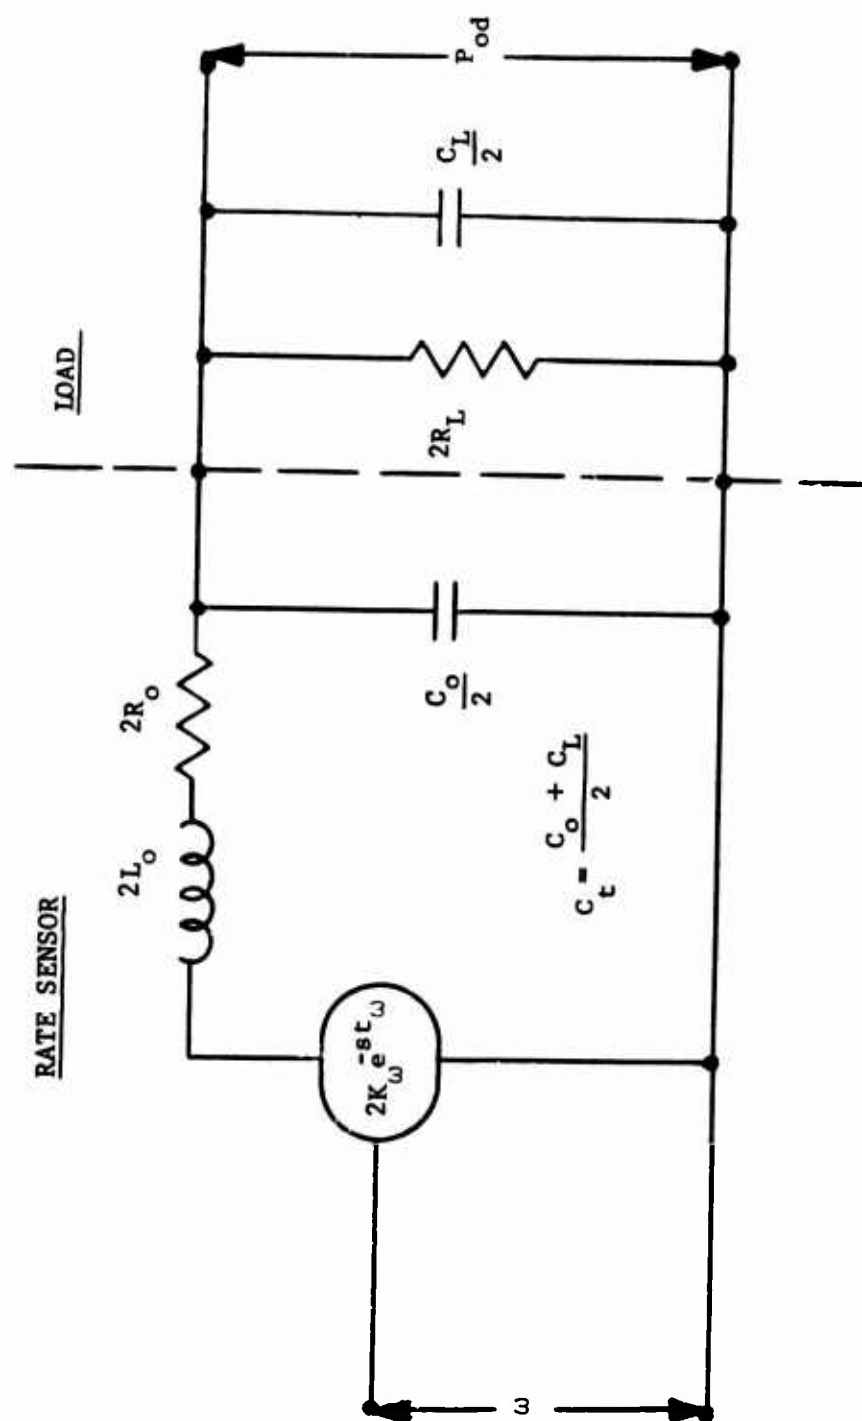 RATE SENSOR
LOAD
2L_o
2R_o
2K_ω e^{-st_ω}
C_o/2
2R_L
C_L/2
P_od
ω
C_t = (C_o + C_L)/2